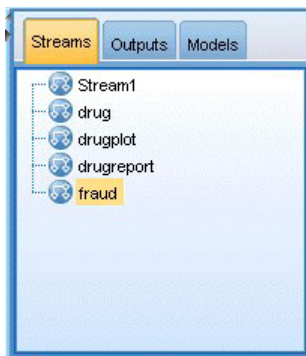 Streams Outputs Models
Stream1
drug
drugplot
drugreport
fraud